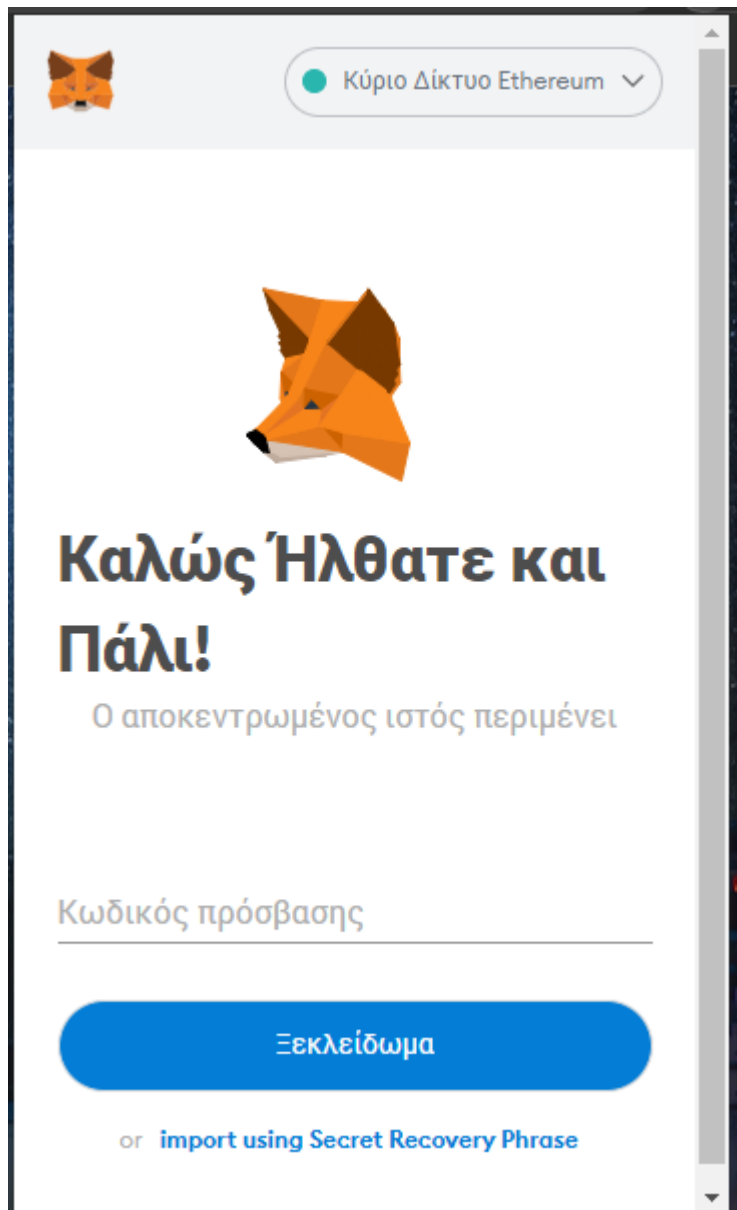 Κύριο Δίκτυο Ethereum
Καλώς Ήλθατε και
Πάλι!
Ο αποκεντρωμένος ιστός περιμένει
Κωδικός πρόσβασης
Ξεκλείδωμα
or import using Secret Recovery Phrase